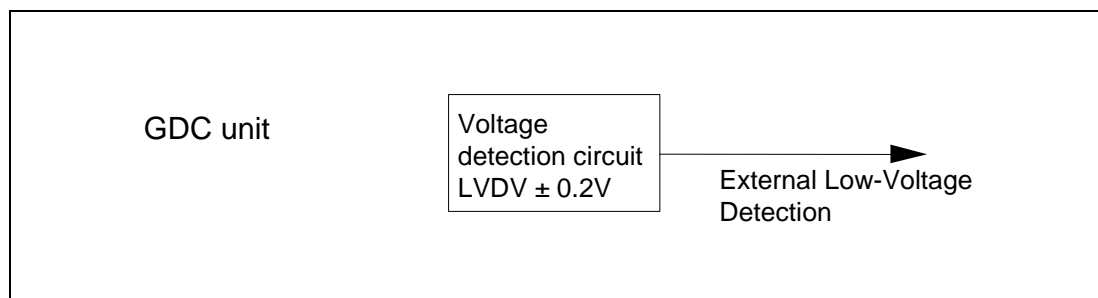 GDC unit
Voltage
detection circuit
LVDV ± 0.2V
External Low-Voltage
Detection